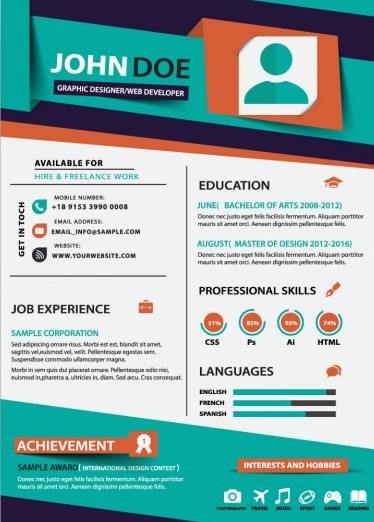 JOHN DOE
GRAPHIC DESIGNER/WEB DEVELOPER
AVAILABLE FOR
HIRE & FREELANCE WORK
GET IN TOCH
MOBILE NUMBER:
+18 9153 3990 0008
EMAIL ADDRESS:
EMAIL_INFO@SAMPLE.COM
WEBSITE:
WWW.YOURWEBSITE.COM
JOB EXPERIENCE
SAMPLE CORPORATION
Sed adipiscing ornare risus. Morbi est est, blandit sit amet,
sagittis vel,euismod vel, velit. Pellentesque egestas sem.
Suspendisse commodo ullamcorper magna.
Morbi in sem quis dui placerat ornare. Pellentesque odio nisi,
euismod in,pharetra a, ultricies in, diam. Sed arcu. Cras consequat
EDUCATION
JUNE( BACHELOR OF ARTS 2008-2012)
Donec nec justo eget felis facilisis fermentum. Aliquam porttitor
mauris sit amet orci. Aenean dignissim pellentesque felis.
AUGUST( MASTER OF DESIGN 2012-2016)
Donec nec justo eget felis facilisis fermentum. Aliquam porttitor
mauris sit amet orci. Aenean dignissim pellentesque felis.
PROFESSIONAL SKILLS
51% 85% 95% 74%
CSS Ps Ai HTML
LANGUAGES
ENGLISH
FRENCH
SPANISH
ACHIEVEMENT
SAMPLE AWARD( INTERNATIONAL DESIGN CONTEST )
Donec nec justo eget felis facilisis fermentum. Aliquam porttitor
mauris sit amet orci. Aenean dignissim pellentesque felis.
INTERESTS AND HOBBIES
PHOTOGRAPHY TRAVEL MUSIC SPORT GAMES READING